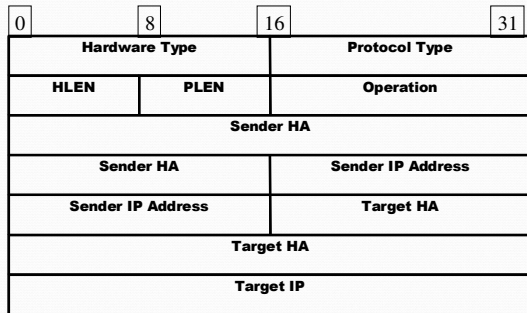 0 8 16 31
Hardware Type Protocol Type
HLEN PLEN Operation
Sender HA
Sender HA Sender IP Address
Sender IP Address Target HA
Target HA
Target IP